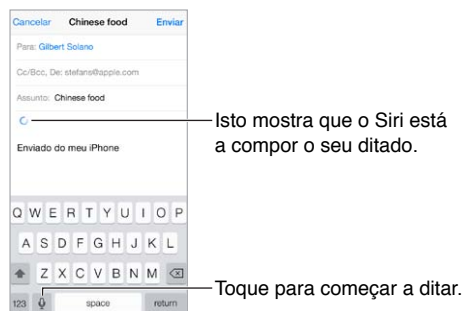 Cancelar Chinese food Enviar
Para: Gilbert Solano
Cc/Bcc, De: stefans@apple.com
Assunto: Chinese food
Isto mostra que o Siri está
a compor o seu ditado.
Enviado do meu iPhone
Q W E R T Y U I O P
A S D F G H J K L
Z X C V B N M
Toque para começar a ditar.
123 space return